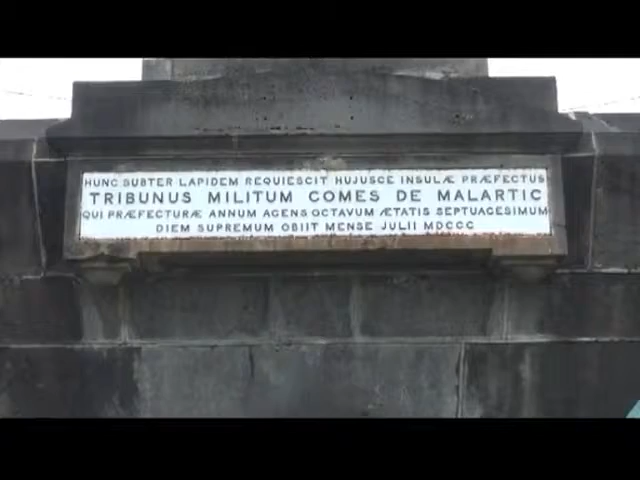 HUNC SUBTER LAPIDEM REQUIESCIT HUJUSCE INSULÆ PRÆFECTUS
TRIBUNUS MILITUM COMES DE MALARTIC
QUI PRÆFECTURÆ ANNUM AGENS OCTAVUM ÆTATIS SEPTUAGESIMUM
DIEM SUPREMUM OBIIT MENSE JULII MDCCC